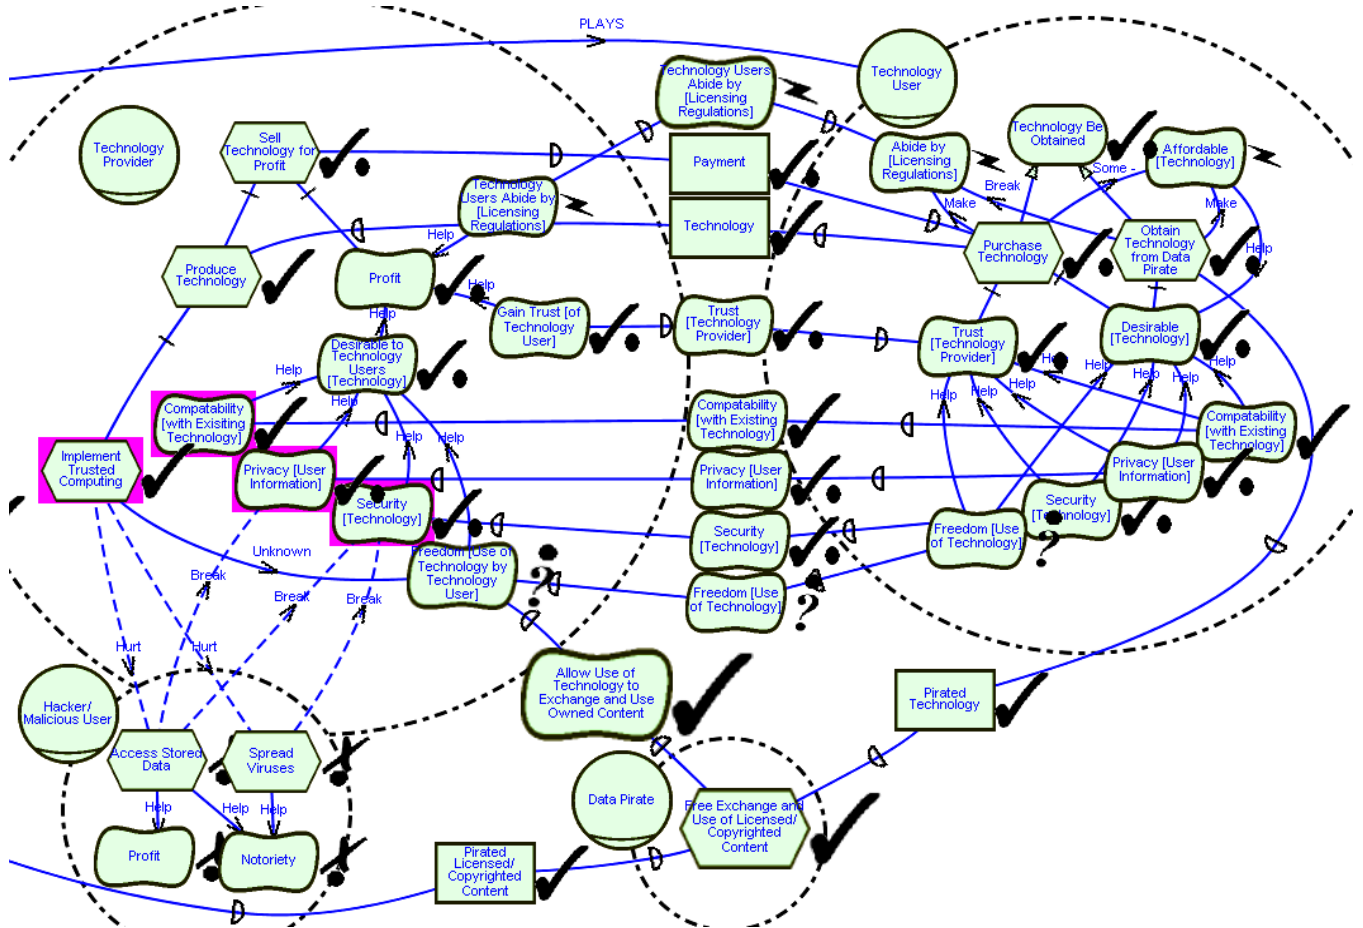 PLAYS
Technology Users
Abide by
[Licensing
Regulations]
Technology
User
Technology
Provider
Sell
Technology for
Profit
Payment
Abide by
[Licensing
Regulations]
Technology Be
Obtained
Affordable
[Technology]
Some -
Break
Make
Make
Help
Technology
Users Abide by
[Licensing
Regulations]
Help
Technology
Purchase
Technology
Obtain
Technology
from Data
Pirate
Produce
Technology
Profit
Help
Gain Trust [of
Technology
User]
Trust
[Technology
Provider]
Trust
[Technology
Provider]
Desirable
[Technology]
Help
Desirable to
Technology
Users
[Technology]
Help
Help
Help
Help
Help
Help
Help
Help
Help
Help
Help
Help
Compatability
[with Exisiting
Technology]
Compatability
[with Existing
Technology]
Compatability
[with Existing
Technology]
Implement
Trusted
Computing
Privacy [User
Information]
Privacy [User
Information]
Privacy [User
Information]
Security
[Technology]
Security
[Technology]
Security
[Technology]
Unknown
Freedom [Use of
Technology by
Technology
User]
Freedom [Use
of Technology]
Freedom [Use
of Technology]
Break
Break
Break
Hurt
Hurt
Allow Use of
Technology to
Exchange and Use
Owned Content
Pirated
Technology
Hacker/
Malicious User
Access Stored
Data
Spread
Viruses
Help
Help
Help
Profit
Notoriety
Data Pirate
Free Exchange and
Use of Licensed/
Copyrighted
Content
Pirated
Licensed/
Copyrighted
Content